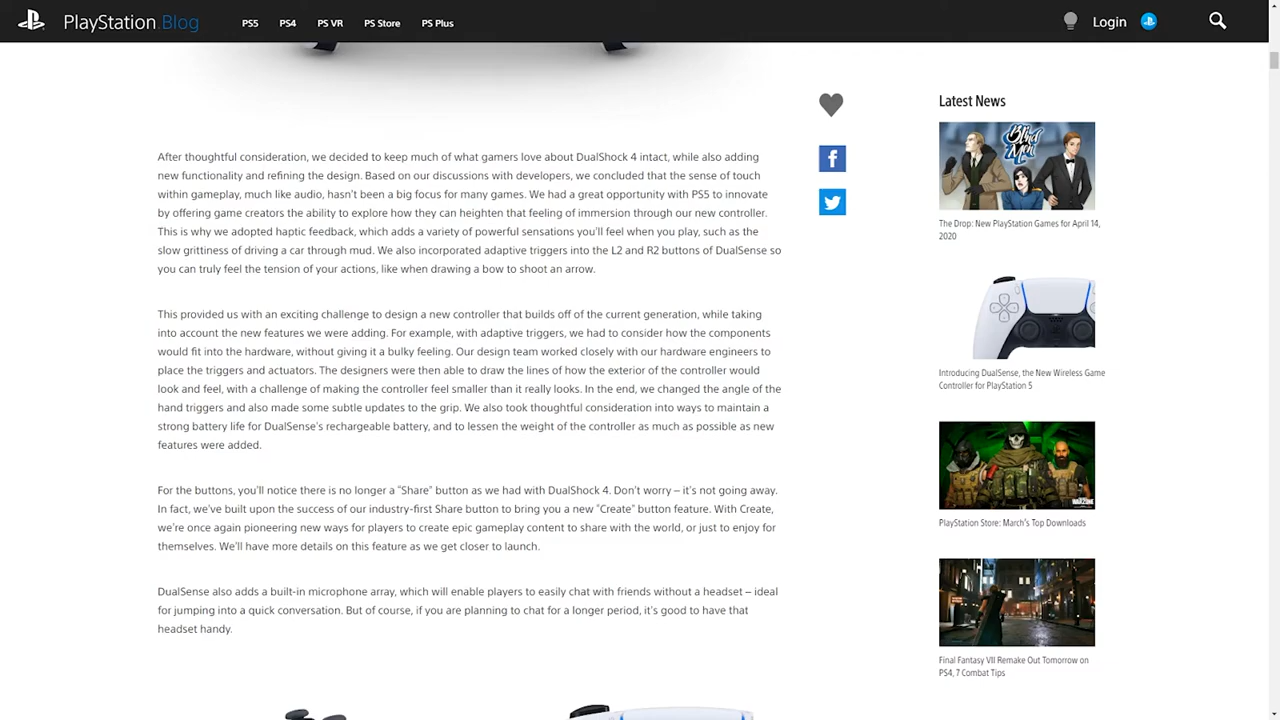 PlayStation.Blog
PS5
PS4
PS VR
PS Store
PS Plus
Login
After thoughtful consideration, we decided to keep much of what gamers love about DualShock 4 intact, while also adding
new functionality and refining the design. Based on our discussions with developers, we concluded that the sense of touch
within gameplay, much like audio, hasn't been a big focus for many games. We had a great opportunity with PS5 to innovate
by offering game creators the ability to explore how they can heighten that feeling of immersion through our new controller.
This is why we adopted haptic feedback, which adds a variety of powerful sensations you'll feel when you play, such as the
slow grittiness of driving a car through mud. We also incorporated adaptive triggers into the L2 and R2 buttons of DualSense so
you can truly feel the tension of your actions, like when drawing a bow to shoot an arrow.
This provided us with an exciting challenge to design a new controller that builds off of the current generation, while taking
into account the new features we were adding. For example, with adaptive triggers, we had to consider how the components
would fit into the hardware, without giving it a bulky feeling. Our design team worked closely with our hardware engineers to
place the triggers and actuators. The designers were then able to draw the lines of how the exterior of the controller would
look and feel, with a challenge of making the controller feel smaller than it really looks. In the end, we changed the angle of the
hand triggers and also made some subtle updates to the grip. We also took thoughtful consideration into ways to maintain a
strong battery life for DualSense's rechargeable battery, and to lessen the weight of the controller as much as possible as new
features were added.
For the buttons, you'll notice there is no longer a "Share" button as we had with DualShock 4. Don't worry – it's not going away.
In fact, we've built upon the success of our industry-first Share button to bring you a new "Create" button feature. With Create,
we're once again pioneering new ways for players to create epic gameplay content to share with the world, or just to enjoy for
themselves. We'll have more details on this feature as we get closer to launch.
DualSense also adds a built-in microphone array, which will enable players to easily chat with friends without a headset – ideal
for jumping into a quick conversation. But of course, if you are planning to chat for a longer period, it's good to have that
headset handy.
Latest News
Blind
Men
The Drop: New PlayStation Games for April 14,
2020
Introducing DualSense, the New Wireless Game
Controller for PlayStation 5
WARZONE
PlayStation Store: March's Top Downloads
Final Fantasy VII Remake Out Tomorrow on
PS4, 7 Combat Tips